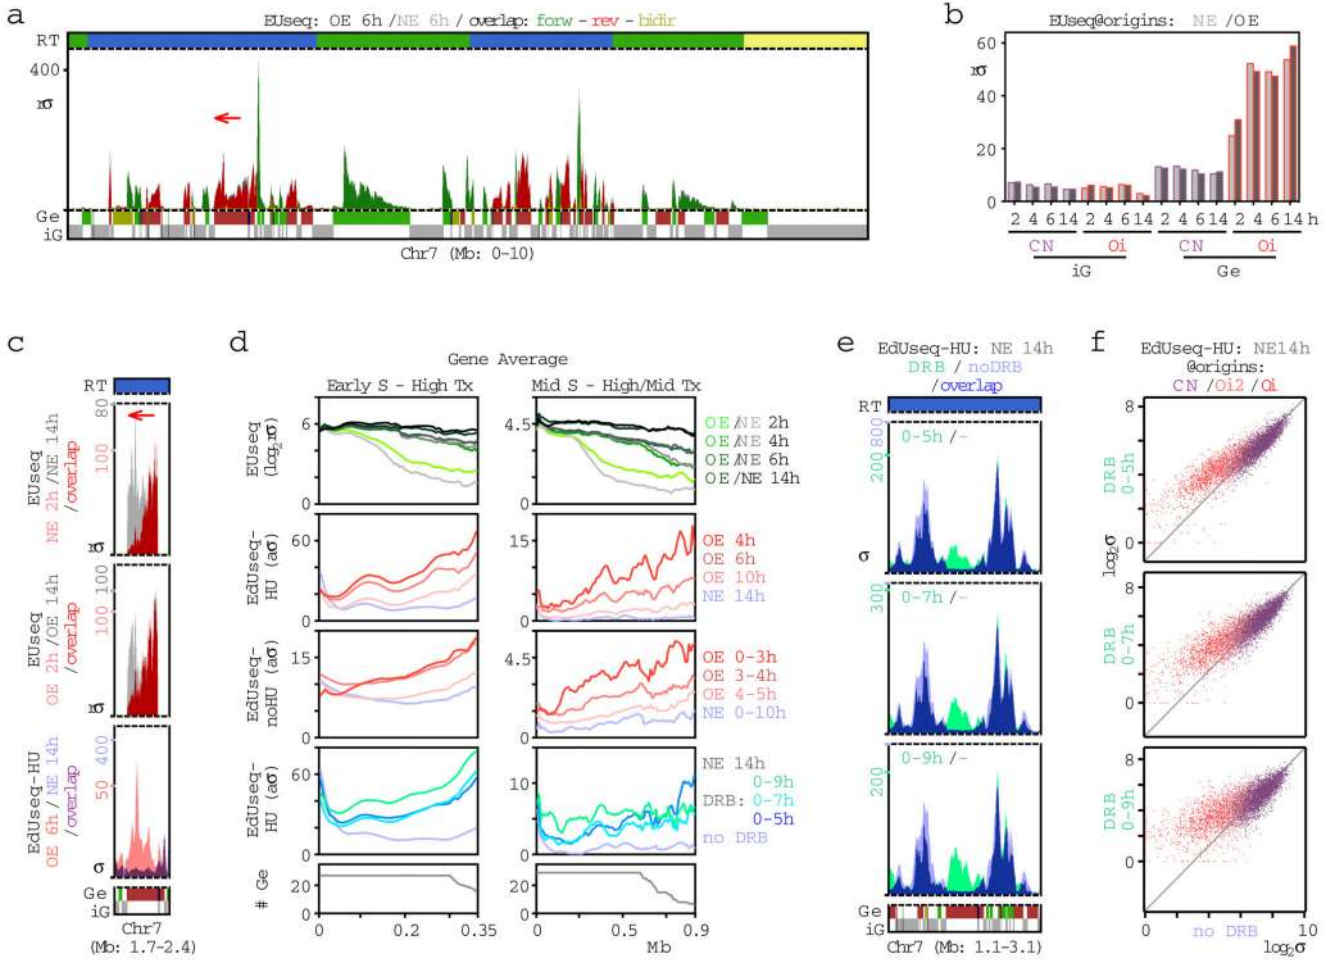 a
EUseq: OE 6h /NE 6h / overlap: forw - rev - bidir
RT
400
rσ
Ge
iG
Chr7 (Mb: 0-10)
b
EUseq@origins: NE /OE
60
rσ
40
20
0
2 4 6 14 2 4 6 14 2 4 6 14 2 4 6 14 h
CN Oi CN Oi
iG Ge
c
RT
80
100
EUseq
NE 2h /NE 14h
/overlap
rσ
100
100
EUseq
OE 2h /OE 14h
/overlap
rσ
400
50
EdUseq-HU
OE 6h / NE 14h
/overlap
σ
Ge
iG
Chr7
(Mb: 1.7-2.4)
d
Gene Average
Early S - High Tx
Mid S - High/Mid Tx
EUseq
(log2 rσ)
6
0
4.5
0
OE /NE 2h
OE /NE 4h
OE /NE 6h
OE /NE 14h
EdUseq-
HU (aσ)
60
0
15
0
OE 4h
OE 6h
OE 10h
NE 14h
EdUseq-
noHU (aσ)
15
0
4.5
0
OE 0-3h
OE 3-4h
OE 4-5h
NE 0-10h
EdUseq-
HU (aσ)
60
0
10
0
NE 14h
0-9h
DRB: 0-7h
0-5h
no DRB
# Ge
20
0
20
0
0 0.2 0.35
0 0.5 0.9
Mb
e
EdUseq-HU: NE 14h
DRB / noDRB
/overlap
RT
800
200
0-5h /-
σ
300
0-7h /-
200
0-9h /-
Ge
iG
Chr7 (Mb: 1.1-3.1)
f
EdUseq-HU: NE14h
@origins:
CN /Oi2 / Oi
8
DRB
0-5h
0
log2σ
8
DRB
0-7h
0
8
DRB
0-9h
0
0 10
no DRB
log2σ